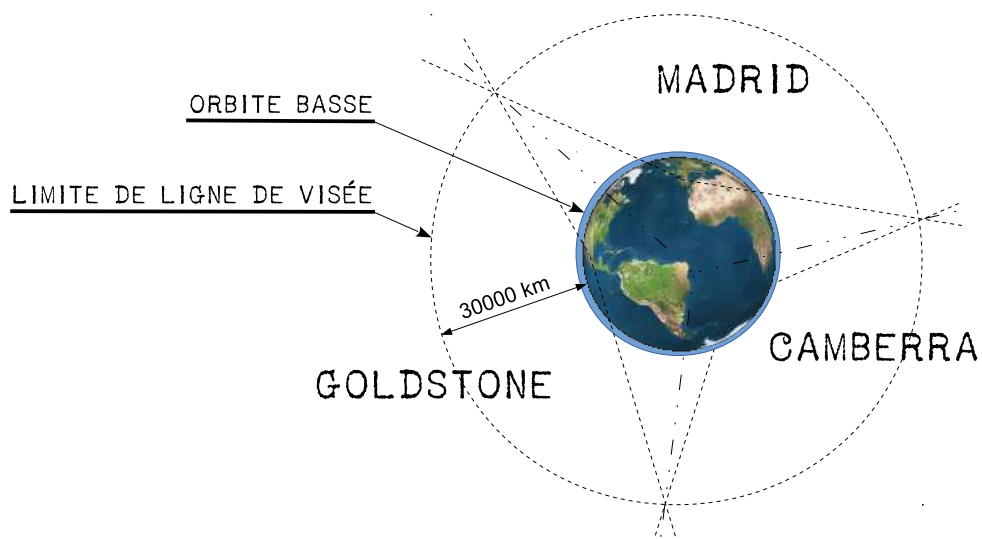 MADRID
ORBITE BASSE
LIMITE DE LIGNE DE VISÉE
30000 km
CAMBERRA
GOLDSTONE